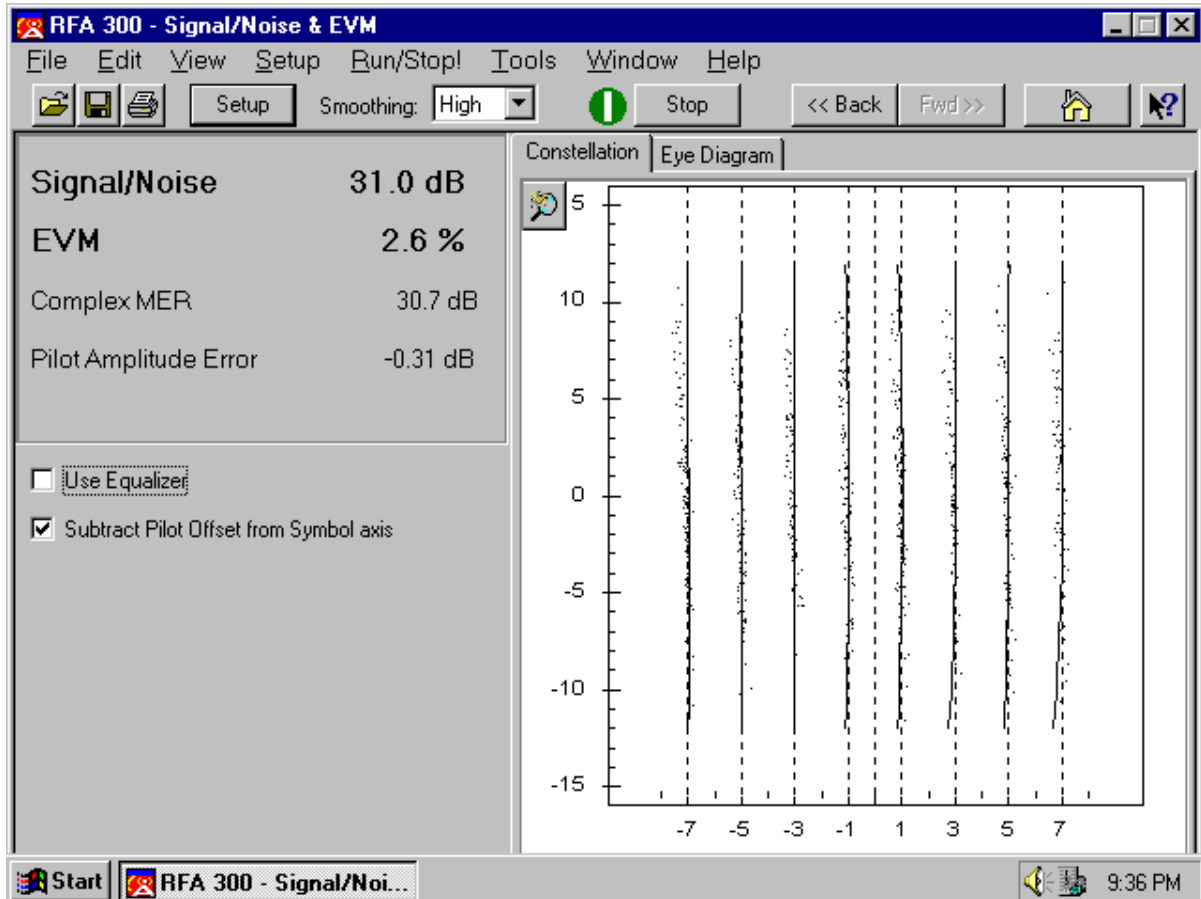 RFA 300 - Signal/Noise & EVM
File Edit View Setup Run/Stop! Tools Window Help
Setup Smoothing: High Stop << Back Fwd >> ?
Signal/Noise 31.0 dB
EVM 2.6 %
Complex MER 30.7 dB
Pilot Amplitude Error -0.31 dB
Use Equalizer
Subtract Pilot Offset from Symbol axis
Constellation Eye Diagram
5
10
5
0
-5
-10
-15
-7 -5 -3 -1 1 3 5 7
Start RFA 300 - Signal/Noi... 9:36 PM